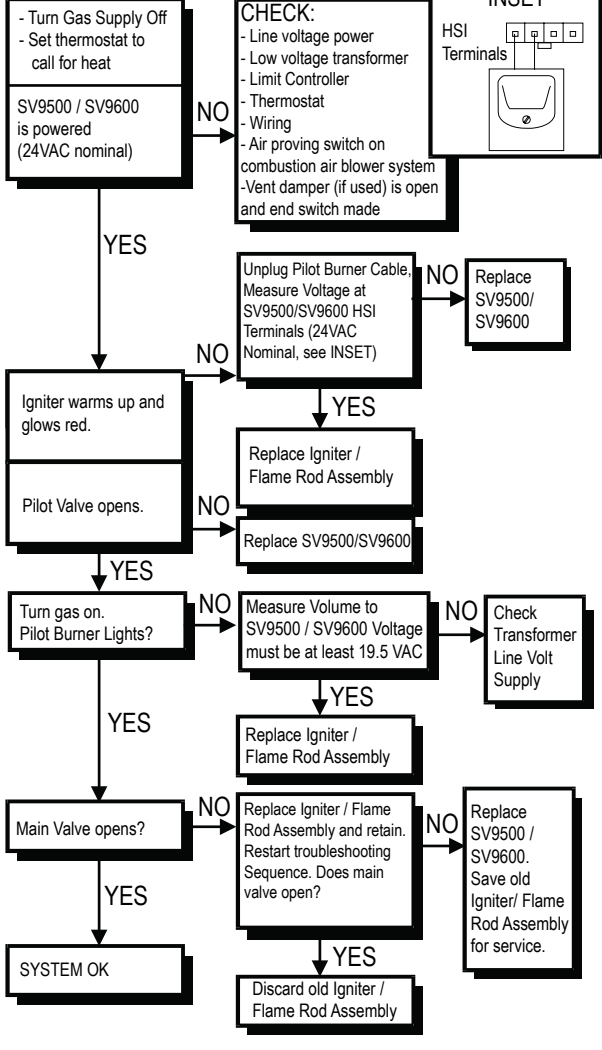 - Turn Gas Supply Off
- Set thermostat to
call for heat
SV9500 / SV9600
is powered
(24VAC nominal)
NO
CHECK:
- Line voltage power
- Low voltage transformer
- Limit Controller
- Thermostat
- Wiring
- Air proving switch on
combustion air blower system
-Vent damper (if used) is open
and end switch made
INSET
HSI
Terminals
YES
Igniter warms up and
glows red.
NO
Unplug Pilot Burner Cable,
Measure Voltage at
SV9500/SV9600 HSI
Terminals (24VAC
Nominal, see INSET)
NO
Replace
SV9500/
SV9600
YES
Replace Igniter /
Flame Rod Assembly
Pilot Valve opens.
NO
Replace SV9500/SV9600
YES
Turn gas on.
Pilot Burner Lights?
NO
Measure Volume to
SV9500 / SV9600 Voltage
must be at least 19.5 VAC
NO
Check
Transformer
Line Volt
Supply
YES
Replace Igniter /
Flame Rod Assembly
YES
Main Valve opens?
NO
Replace Igniter / Flame
Rod Assembly and retain.
Restart troubleshooting
Sequence. Does main
valve open?
NO
Replace
SV9500 /
SV9600.
Save old
Igniter/ Flame
Rod Assembly
for service.
YES
Discard old Igniter /
Flame Rod Assembly
YES
SYSTEM OK